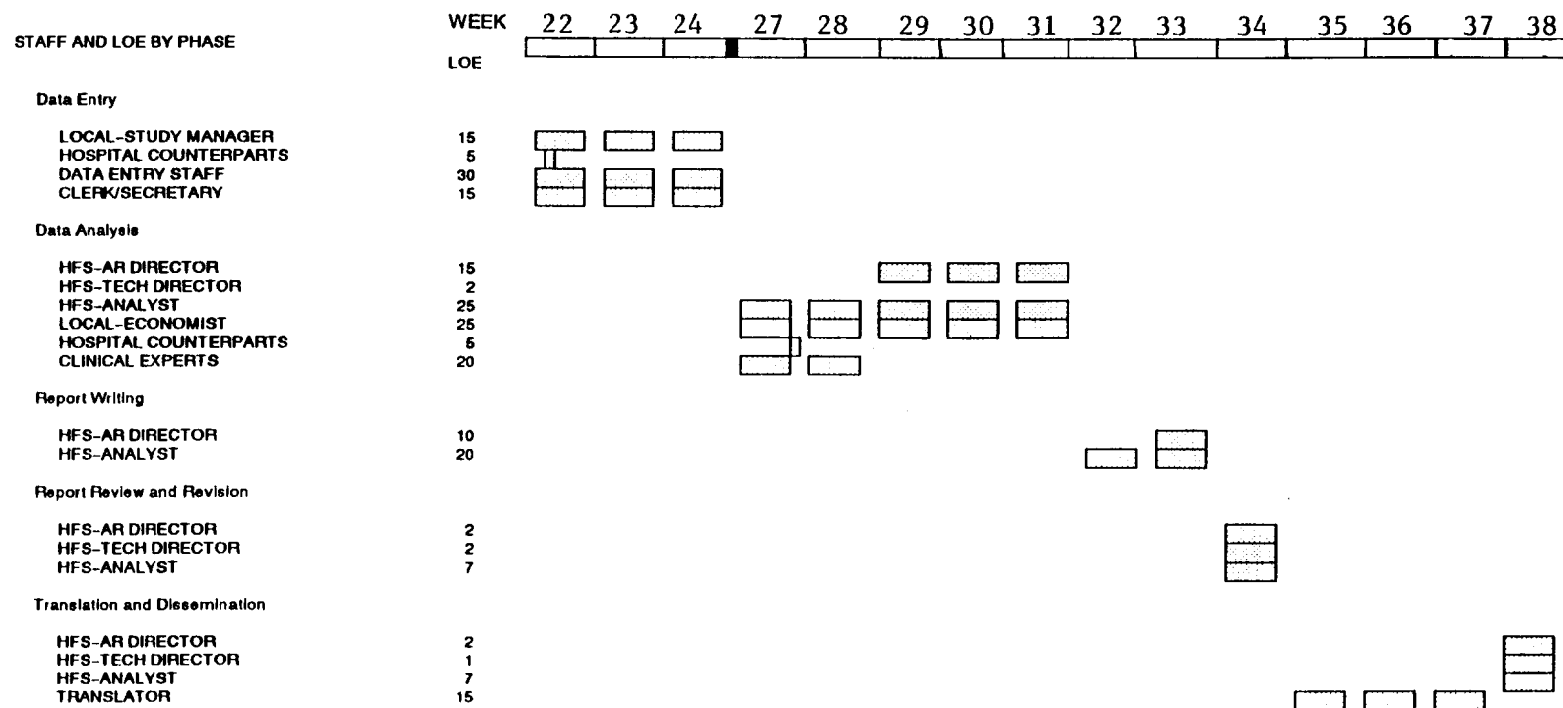 WEEK 22 23 24 27 28 29 30 31 32 33 34 35 36 37 38
STAFF AND LOE BY PHASE
LOE
Data Entry
LOCAL-STUDY MANAGER 15
HOSPITAL COUNTERPARTS 5
DATA ENTRY STAFF 30
CLERK/SECRETARY 15
Data Analysis
HFS-AR DIRECTOR 15
HFS-TECH DIRECTOR 2
HFS-ANALYST 25
LOCAL-ECONOMIST 25
HOSPITAL COUNTERPARTS 5
CLINICAL EXPERTS 20
Report Writing
HFS-AR DIRECTOR 10
HFS-ANALYST 20
Report Review and Revision
HFS-AR DIRECTOR 2
HFS-TECH DIRECTOR 2
HFS-ANALYST 7
Translation and Dissemination
HFS-AR DIRECTOR 2
HFS-TECH DIRECTOR 1
HFS-ANALYST 7
TRANSLATOR 15